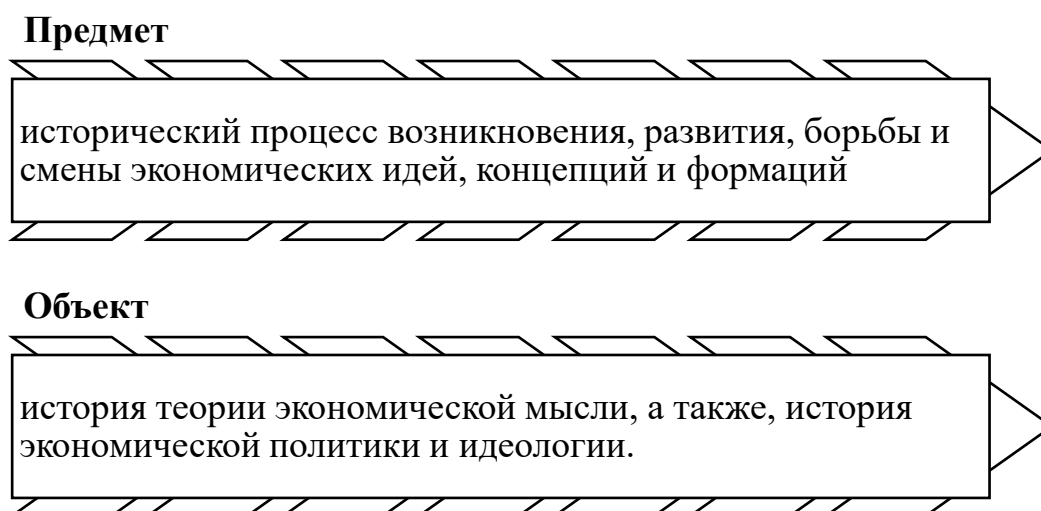 Предмет
исторический процесс возникновения, развития, борьбы и
смены экономических идей, концепций и формаций
Объект
история теории экономической мысли, а также, история
экономической политики и идеологии.